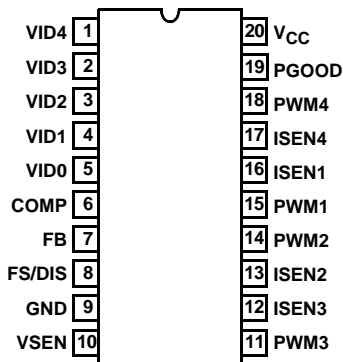 VID4 1 20 VCC
VID3 2 19 PGOOD
VID2 3 18 PWM4
VID1 4 17 ISEN4
VID0 5 16 ISEN1
COMP 6 15 PWM1
FB 7 14 PWM2
FS/DIS 8 13 ISEN2
GND 9 12 ISEN3
VSEN 10 11 PWM3